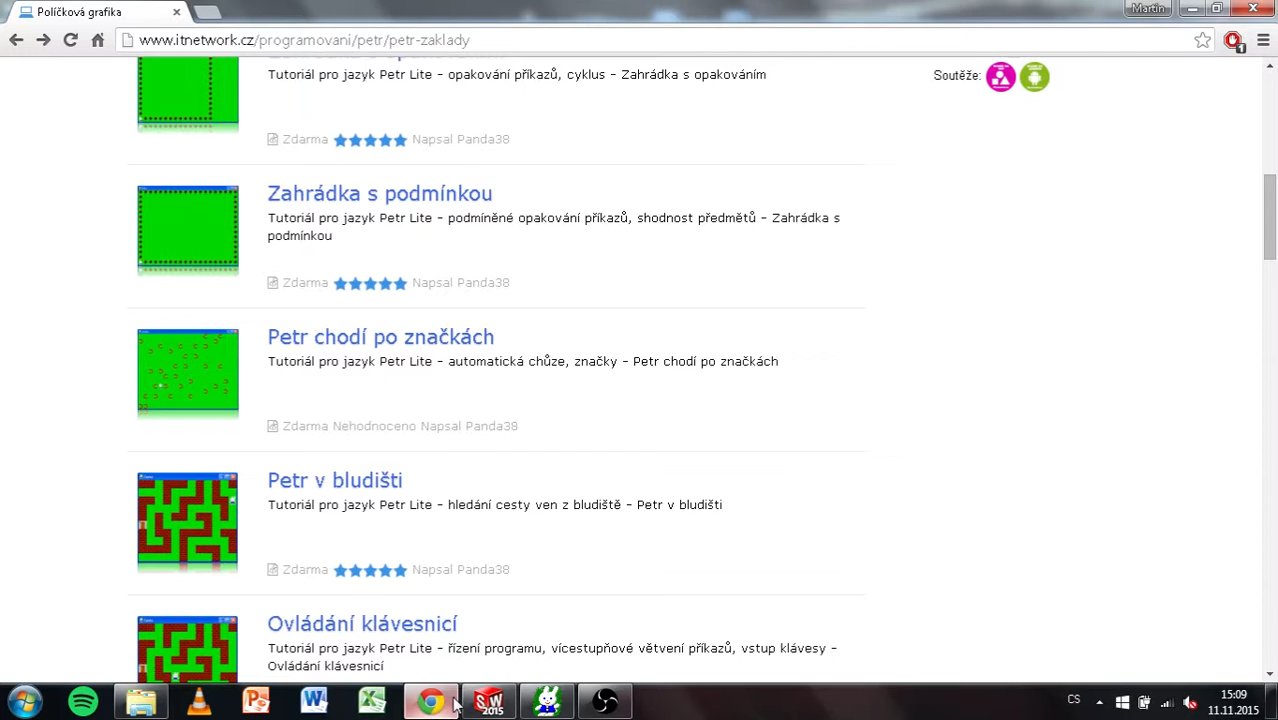 Políčková grafika
Martin
www.itnetwork.cz/programovani/petr/petr-zaklady
1
Tutoriál pro jazyk Petr Lite - opakování příkazů, cyklus - Zahrádka s opakováním
Soutěže:
Zdarma Napsal Panda38
Zahrádka s podmínkou
Tutoriál pro jazyk Petr Lite - podmíněné opakování příkazů, shodnost předmětů - Zahrádka s
podmínkou
Zdarma Napsal Panda38
Petr chodí po značkách
Tutoriál pro jazyk Petr Lite - automatická chůze, značky - Petr chodí po značkách
Zdarma Nehodnoceno Napsal Panda38
Petr v bludišti
Tutoriál pro jazyk Petr Lite - hledání cesty ven z bludiště - Petr v bludišti
Zdarma Napsal Panda38
Ovládání klávesnicí
Tutoriál pro jazyk Petr Lite - řízení programu, vícestupňové větvení příkazů, vstup klávesy -
Ovládání klávesnicí
SW
2015
CS
15:09
11.11.2015